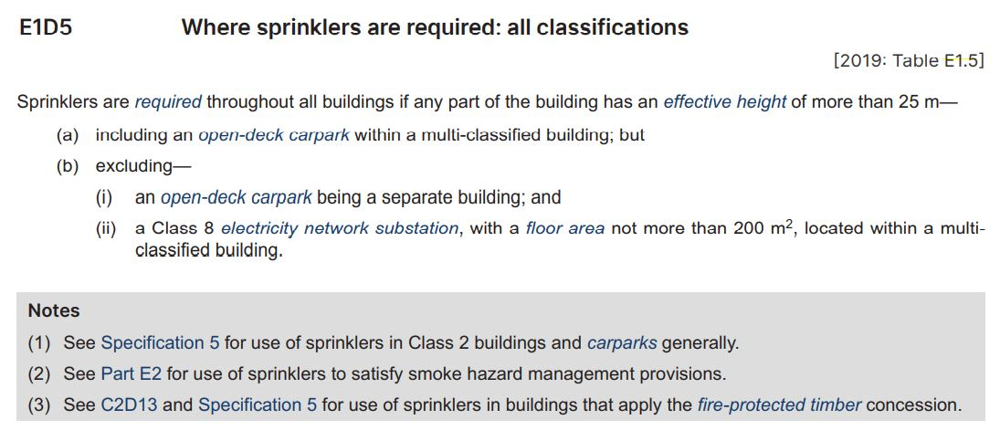 E1D5 Where sprinklers are required: all classifications
[2019: Table E1.5]
Sprinklers are required throughout all buildings if any part of the building has an effective height of more than 25 m—
(a) including an open-deck carpark within a multi-classified building; but
(b) excluding—
(i) an open-deck carpark being a separate building; and
(ii) a Class 8 electricity network substation, with a floor area not more than 200 m², located within a multi-
classified building.
Notes
(1) See Specification 5 for use of sprinklers in Class 2 buildings and carparks generally.
(2) See Part E2 for use of sprinklers to satisfy smoke hazard management provisions.
(3) See C2D13 and Specification 5 for use of sprinklers in buildings that apply the fire-protected timber concession.